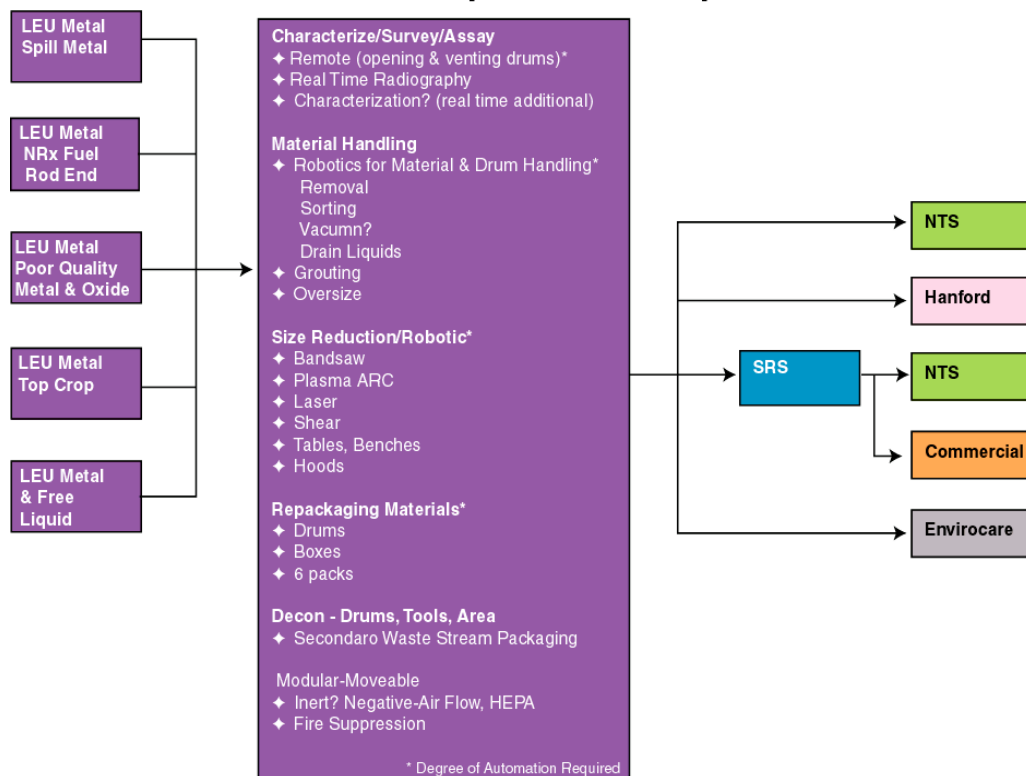 LEU Metal
Spill Metal
LEU Metal
NRx Fuel
Rod End
LEU Metal
Poor Quality
Metal & Oxide
LEU Metal
Top Crop
LEU Metal
& Free
Liquid
Characterize/Survey/Assay
✦ Remote (opening & venting drums)*
✦ Real Time Radiography
✦ Characterization? (real time additional)
Material Handling
✦ Robotics for Material & Drum Handling*
Removal
Sorting
Vacumn?
Drain Liquids
✦ Grouting
✦ Oversize
Size Reduction/Robotic*
✦ Bandsaw
✦ Plasma ARC
✦ Laser
✦ Shear
✦ Tables, Benches
✦ Hoods
Repackaging Materials*
✦ Drums
✦ Boxes
✦ 6 packs
Decon - Drums, Tools, Area
✦ Secondaro Waste Stream Packaging
Modular-Moveable
✦ Inert? Negative-Air Flow, HEPA
✦ Fire Suppression
* Degree of Automation Required
SRS
NTS
Hanford
NTS
Commercial
Envirocare